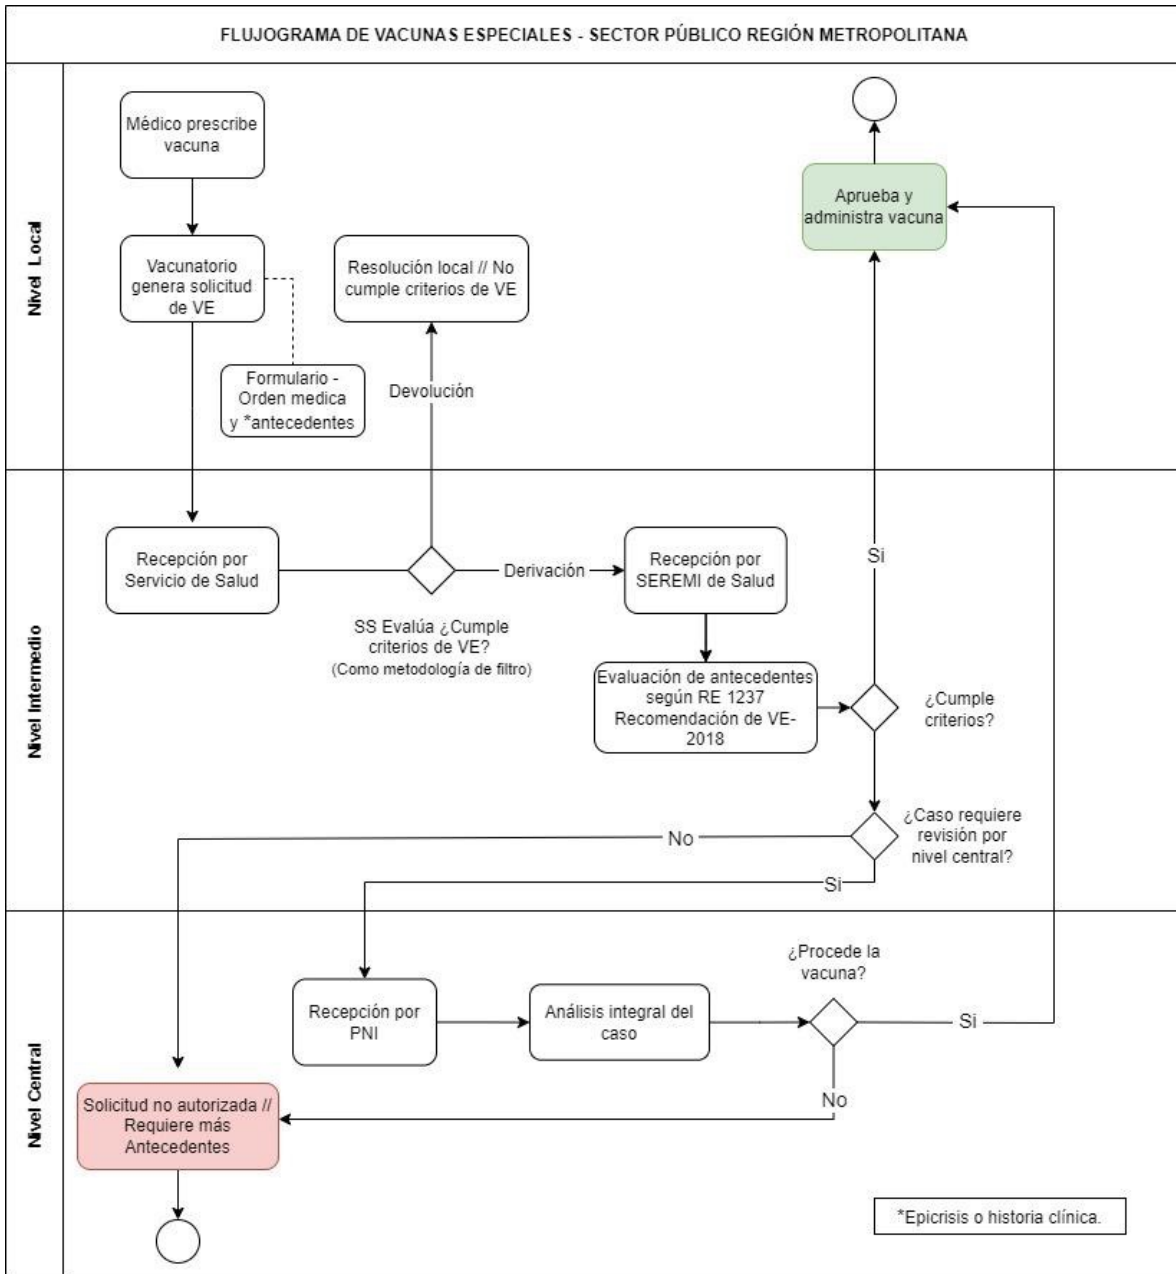 FLUJOGRAMA DE VACUNAS ESPECIALES - SECTOR PÚBLICO REGIÓN METROPOLITANA
Nivel Local
Médico prescribe
vacuna
Vacunatorio
genera solicitud
de VE
Formulario -
Orden medica
y *antecedentes
Resolución local // No
cumple criterios de VE
Devolución
Aprueba y
administra vacuna
Nivel Intermedio
Recepción por
Servicio de Salud
SS Evalúa ¿Cumple
criterios de VE?
(Como metodología de filtro)
Derivación
Recepción por
SEREMI de Salud
Evaluación de antecedentes
según RE 1237
Recomendación de VE-
2018
Si
¿Cumple
criterios?
¿Caso requiere
revisión por
nivel central?
No
Si
Nivel Central
Recepción por
PNI
Análisis integral del
caso
¿Procede la
vacuna?
Si
No
Solicitud no autorizada //
Requiere más
Antecedentes
*Epicrisis o historia clínica.